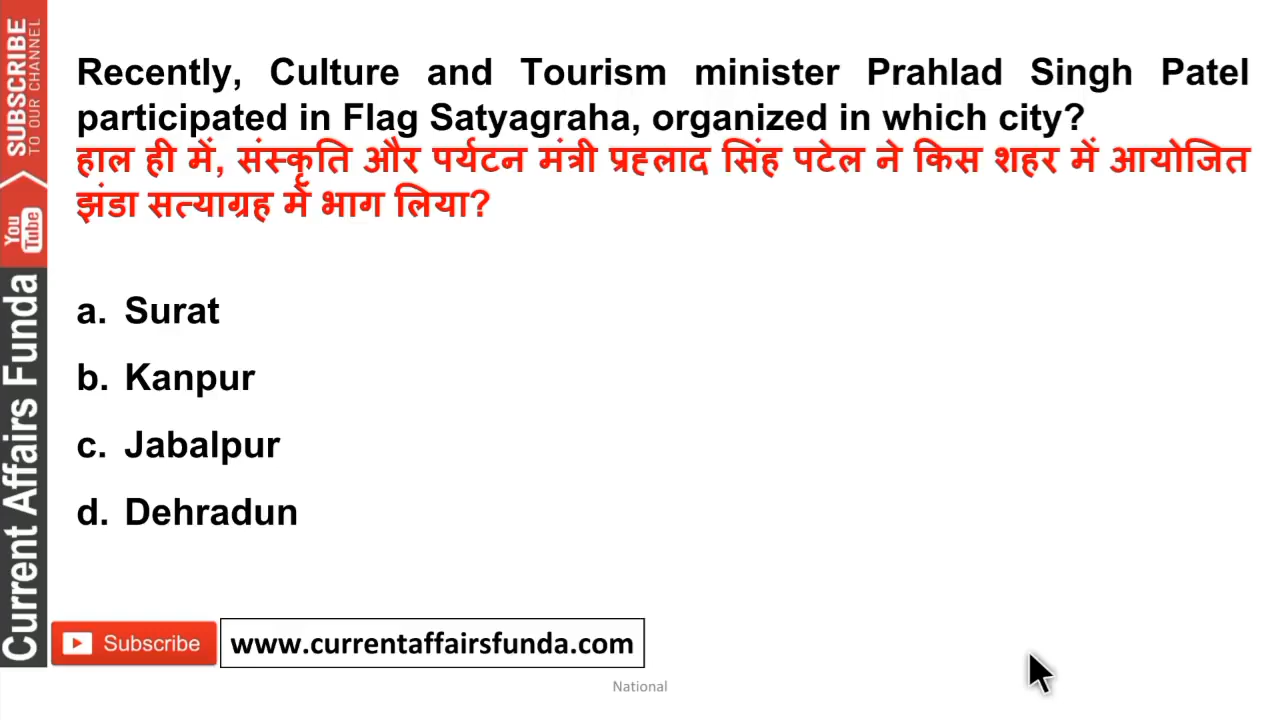 Recently, Culture and Tourism minister Prahlad Singh Patel
participated in Flag Satyagraha, organized in which city?
हाल ही में, संस्कृति और पर्यटन मंत्री प्रह्लाद सिंह पटेल ने किस शहर में आयोजित
झंडा सत्याग्रह में भाग लिया?
a. Surat
b. Kanpur
c. Jabalpur
d. Dehradun
SUBSCRIBE
TO OUR CHANNEL
You
Tube
Current Affairs Funda
Subscribe
www.currentaffairsfunda.com
National